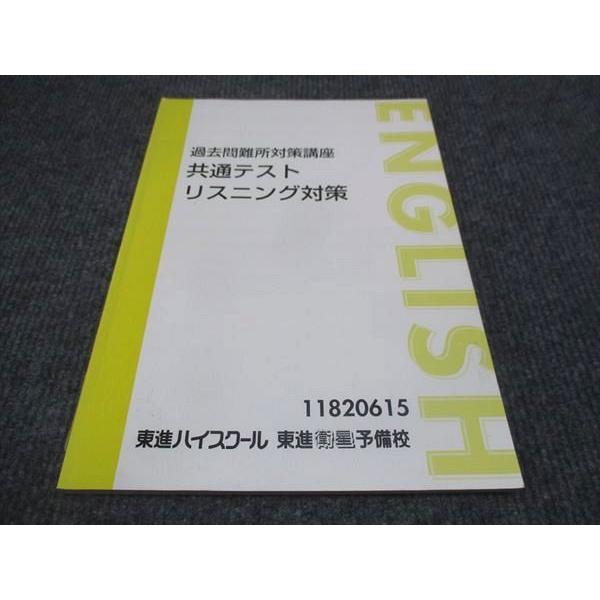 過去問難所対策講座
共通テスト
リスニング対策
ENGLISH
11820615
東進ハイスクール 東進衛星予備校